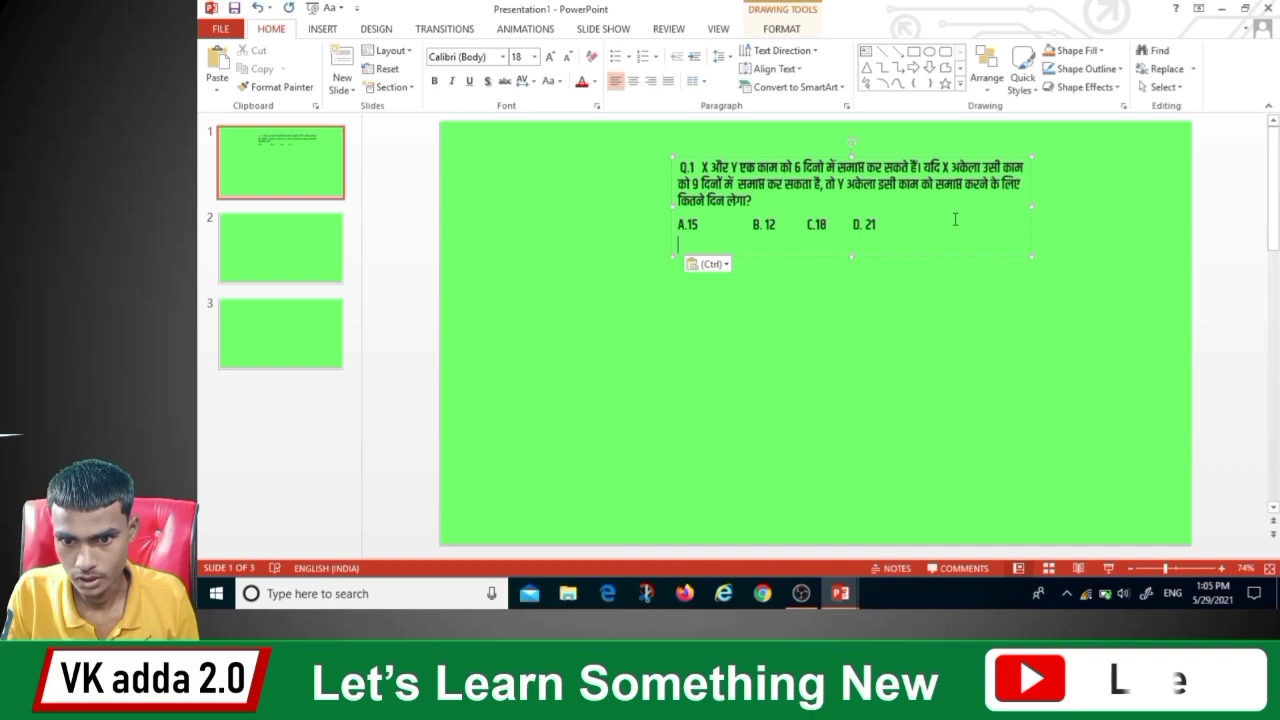 Presentation1 - PowerPoint
DRAWING TOOLS
FILE HOME INSERT DESIGN TRANSITIONS ANIMATIONS SLIDE SHOW REVIEW VIEW FORMAT
Paste Cut Copy Format Painter
Clipboard
New Slide Layout Reset Section
Slides
Calibri (Body) 18
Font
Text Direction Align Text Convert to SmartArt
Paragraph
Arrange Quick Styles Shape Fill Shape Outline Shape Effects
Drawing
Find Replace Select
Editing
1
2
3
Q.1 X और Y एक काम को 6 दिनो में समाप्त कर सकते हैं। यदि X अकेला उसी काम
को 9 दिनों में समाप्त कर सकता है, तो Y अकेला इसी काम को समाप्त करने के लिए
कितने दिन लेगा?
A.15 B. 12 C.18 D. 21
(Ctrl)
SLIDE 1 OF 3 ENGLISH (INDIA) NOTES COMMENTS 74%
Type here to search
ENG
1:05 PM
5/29/2021
VK adda 2.0
Let’s Learn Something New